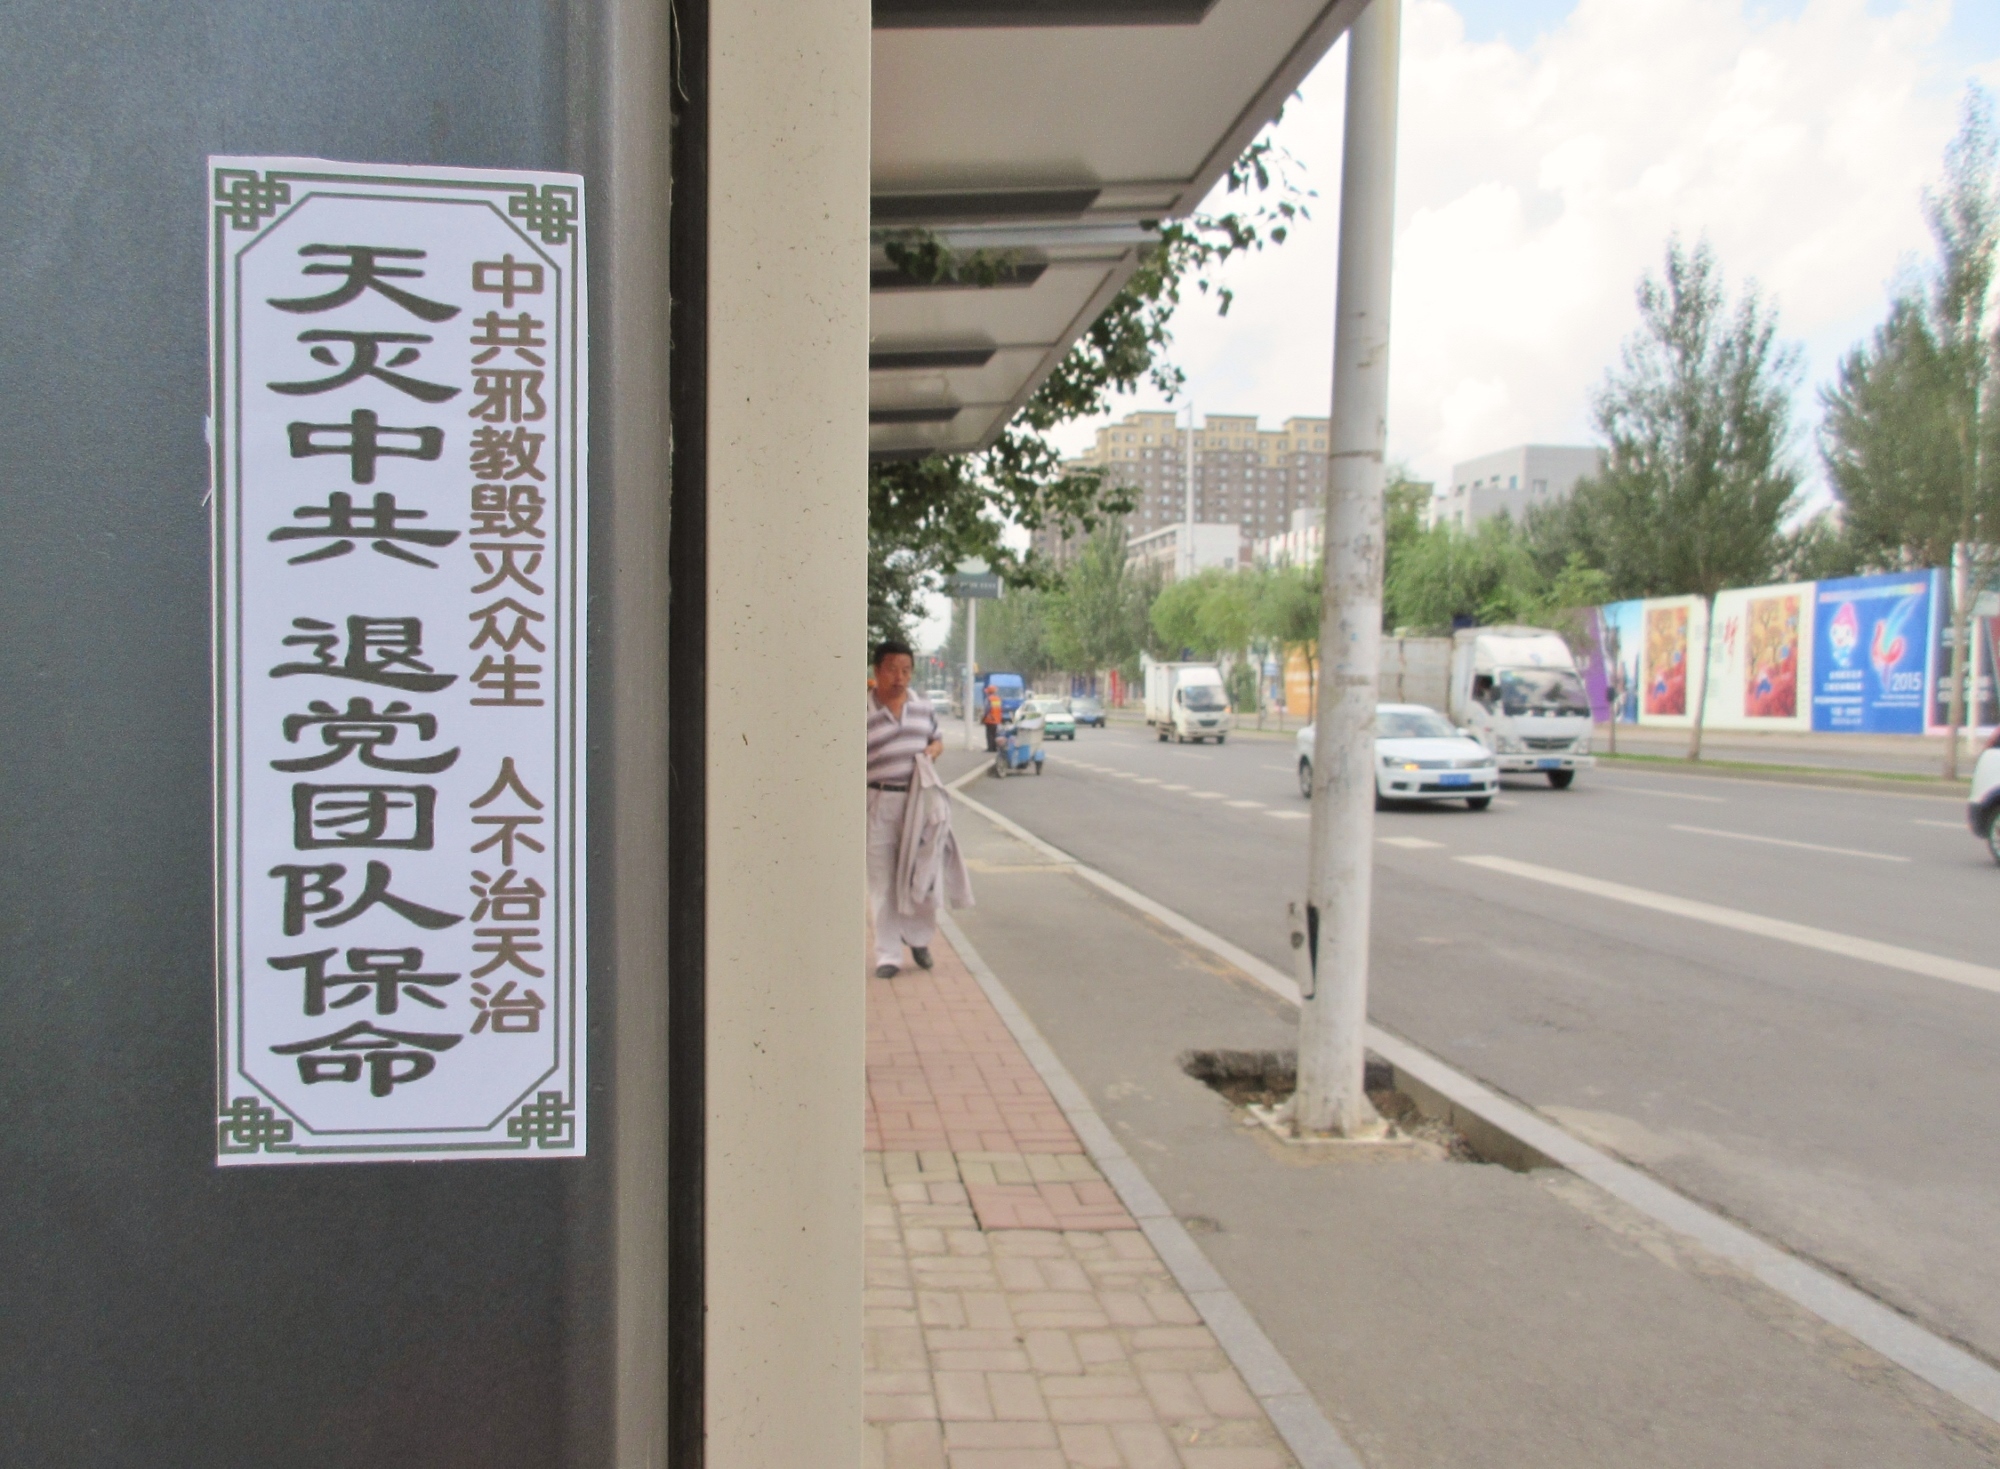 中共邪教毁灭众生 人不治天治
天灭中共 退党团队保命
2015